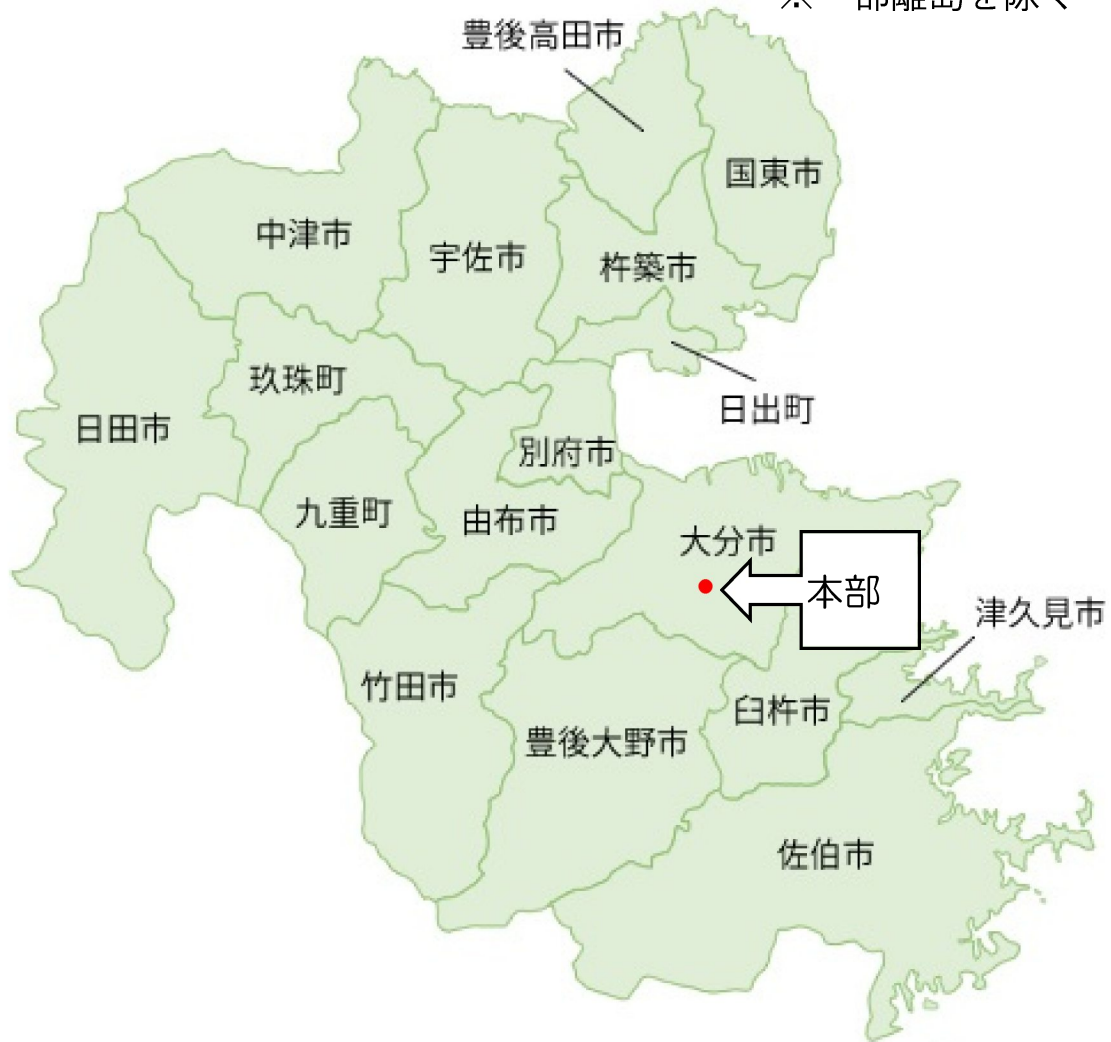 豊後高田市
国東市
中津市
宇佐市
杵築市
玖珠町
日田市
日出町
別府市
九重町
由布市
大分市
本部
津久見市
竹田市
臼杵市
豊後大野市
佐伯市